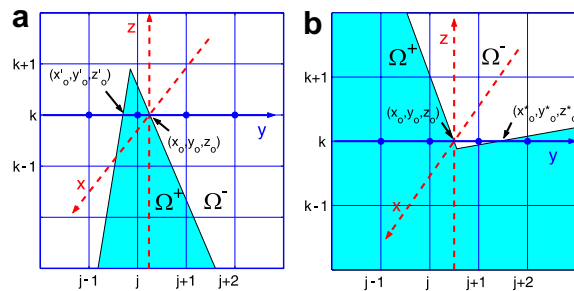 a
z
k+1
(x'ₒ,y'ₒ,z'ₒ)
k
y
(xₒ,yₒ,zₒ)
k-1
x
Ω⁺ Ω⁻
j-1 j j+1 j+2
b
Ω⁺ z Ω⁻
k+1
(xₒ,yₒ,zₒ) (x*ₒ,y*ₒ,z*ₒ)
k
y
x
k-1
j-1 j j+1 j+2